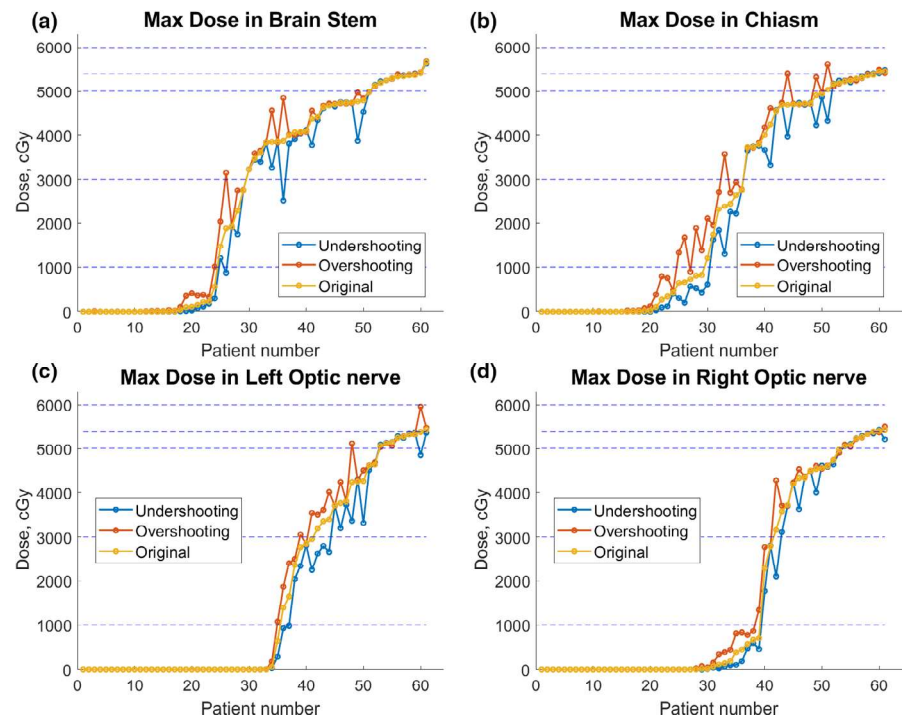 (a) Max Dose in Brain Stem
Dose, cGy
6000
5000
4000
3000
2000
1000
0
Undershooting
Overshooting
Original
0 10 20 30 40 50 60
Patient number
(b) Max Dose in Chiasm
Dose, cGy
6000
5000
4000
3000
2000
1000
0
Undershooting
Overshooting
Original
0 10 20 30 40 50 60
Patient number
(c) Max Dose in Left Optic nerve
Dose, cGy
6000
5000
4000
3000
2000
1000
0
Undershooting
Overshooting
Original
0 10 20 30 40 50 60
Patient number
(d) Max Dose in Right Optic nerve
Dose, cGy
6000
5000
4000
3000
2000
1000
0
Undershooting
Overshooting
Original
0 10 20 30 40 50 60
Patient number